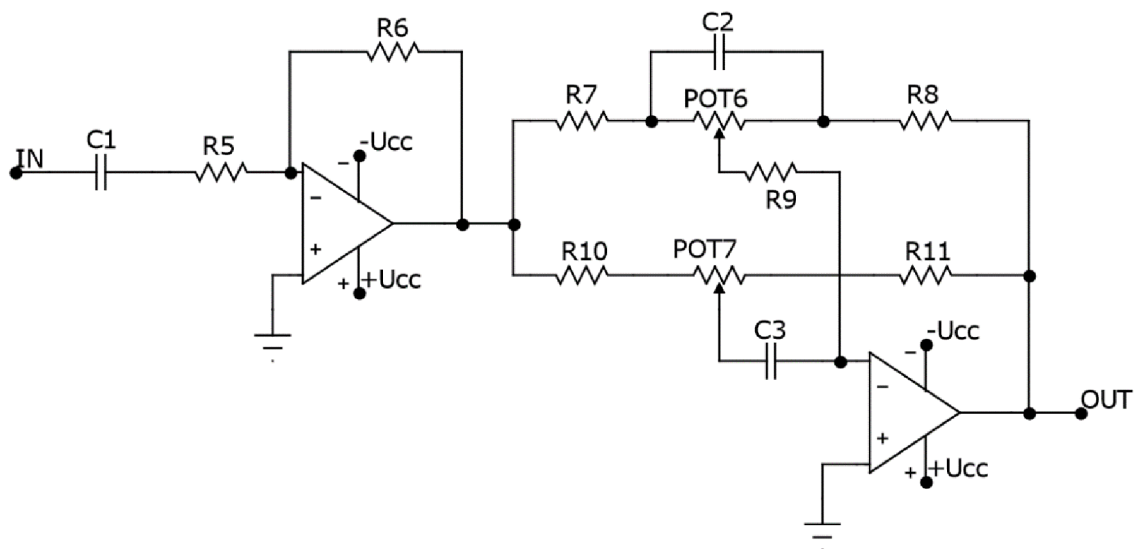 R6
C2
R7
POT6
R8
C1
R5
-Ucc
IN
R9
R10
POT7
R11
+Ucc
C3
-Ucc
OUT
+Ucc